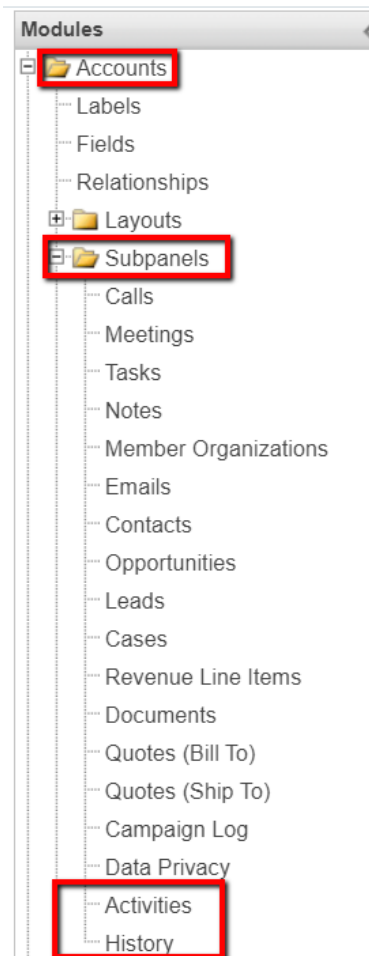 Modules
Accounts
Labels
Fields
Relationships
Layouts
Subpanels
Calls
Meetings
Tasks
Notes
Member Organizations
Emails
Contacts
Opportunities
Leads
Cases
Revenue Line Items
Documents
Quotes (Bill To)
Quotes (Ship To)
Campaign Log
Data Privacy
Activities
History